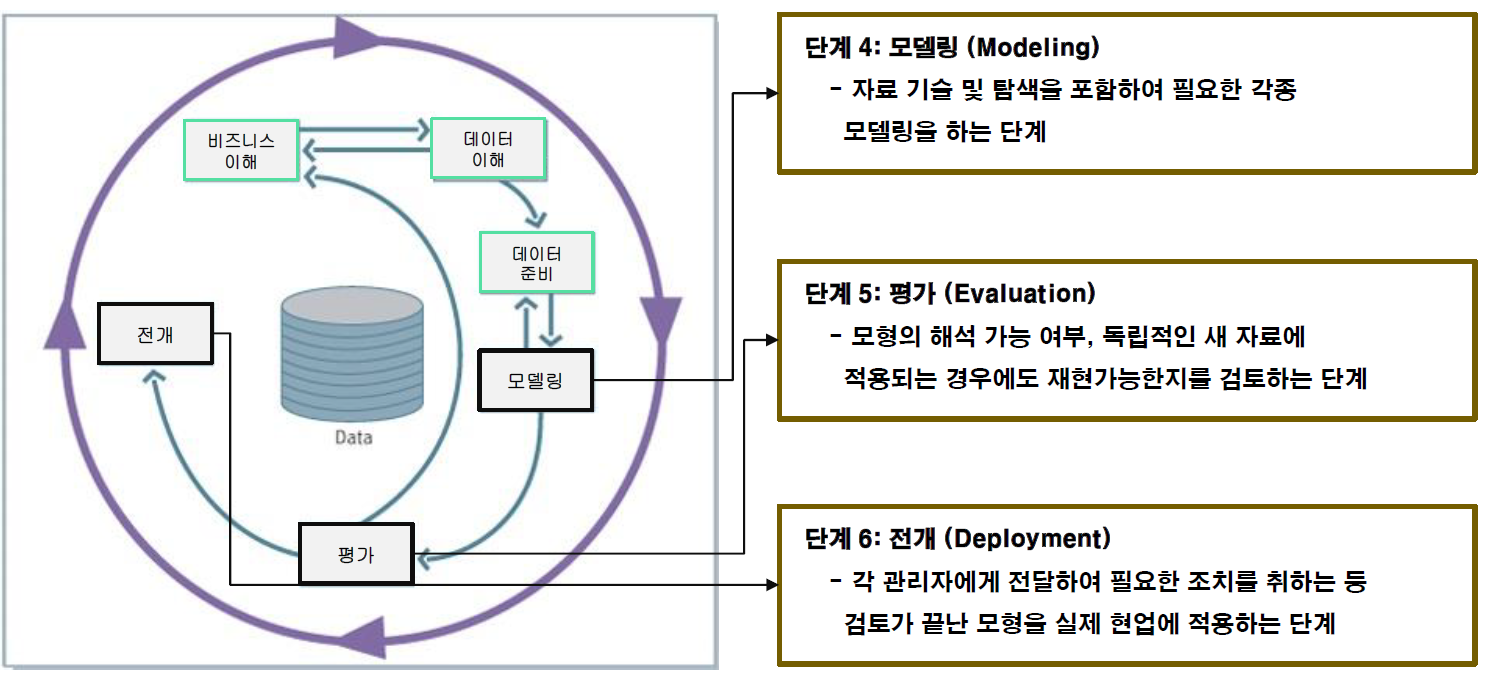 비즈니스
이해
데이터
이해
데이터
준비
전개
모델링
Data
평가
단계 4: 모델링 (Modeling)
- 자료 기술 및 탐색을 포함하여 필요한 각종
모델링을 하는 단계
단계 5: 평가 (Evaluation)
- 모형의 해석 가능 여부, 독립적인 새 자료에
적용되는 경우에도 재현가능한지를 검토하는 단계
단계 6: 전개 (Deployment)
- 각 관리자에게 전달하여 필요한 조치를 취하는 등
검토가 끝난 모형을 실제 현업에 적용하는 단계